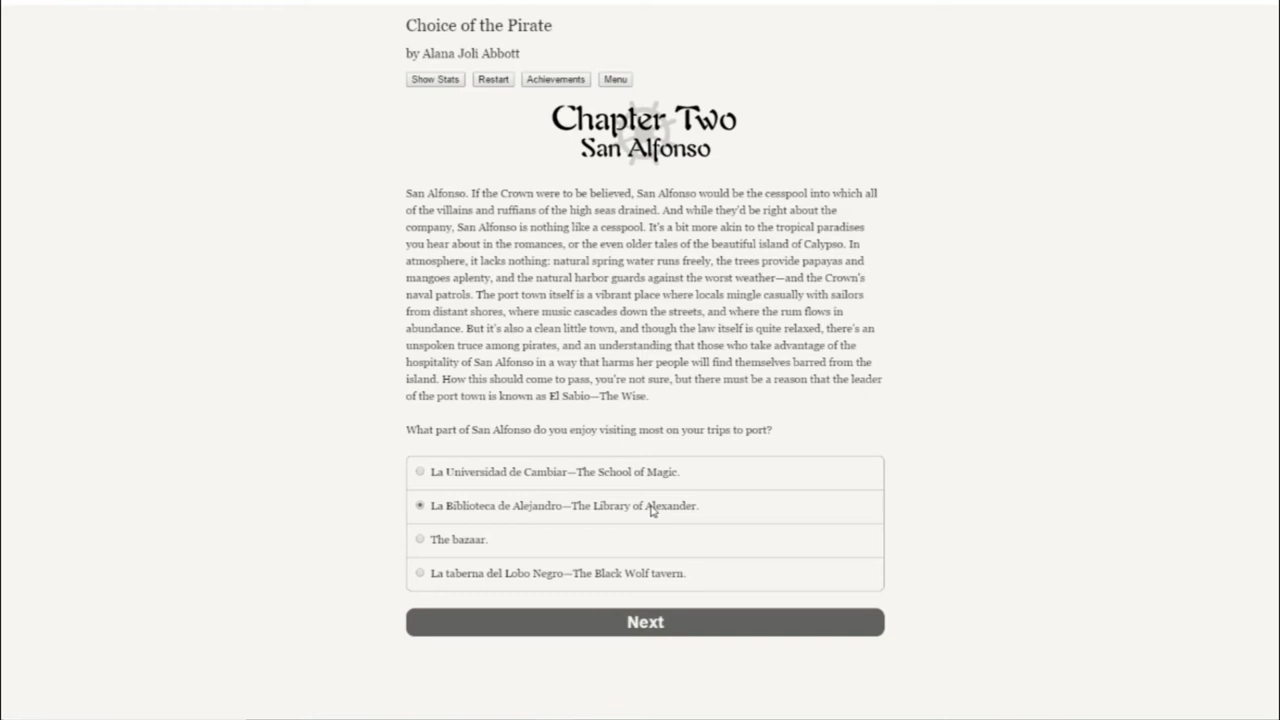 Choice of the Pirate
by Alana Joli Abbott
Show Stats Restart Achievements Menu
Chapter Two
San Alfonso
San Alfonso. If the Crown were to be believed, San Alfonso would be the cesspool into which all
of the villains and ruffians of the high seas drained. And while they'd be right about the
company, San Alfonso is nothing like a cesspool. It's a bit more akin to the tropical paradises
you hear about in the romances, or the even older tales of the beautiful island of Calypso. In
atmosphere, it lacks nothing: natural spring water runs freely, the trees provide papayas and
mangoes aplenty, and the natural harbor guards against the worst weather—and the Crown's
naval patrols. The port town itself is a vibrant place where locals mingle casually with sailors
from distant shores, where music cascades down the streets, and where the rum flows in
abundance. But it's also a clean little town, and though the law itself is quite relaxed, there's an
unspoken truce among pirates, and an understanding that those who take advantage of the
hospitality of San Alfonso in a way that harms her people will find themselves barred from the
island. How this should come to pass, you're not sure, but there must be a reason that the leader
of the port town is known as El Sabio—The Wise.
What part of San Alfonso do you enjoy visiting most on your trips to port?
La Universidad de Cambiar—The School of Magic.
La Biblioteca de Alejandro—The Library of Alexander.
The bazaar.
La taberna del Lobo Negro—The Black Wolf tavern.
Next